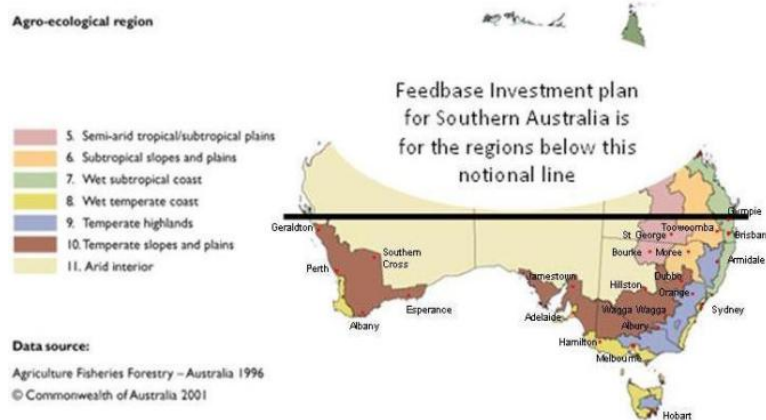 Agro-ecological region
Feedbase Investment plan
for Southern Australia is
for the regions below this
notional line
5. Semi-arid tropical/subtropical plains
6. Subtropical slopes and plains
7. Wet subtropical coast
8. Wet temperate coast
9. Temperate highlands
10. Temperate slopes and plains
11. Arid interior
Gympie
Geraldton
Toowoomba
St George
Brisban
Southern
Cross
Bourke
Moree
Armidale
Perth
Jamestown
Dubbo
Hillston
Orange
Esperance
Wagga Wagga
Sydney
Adelaide
Albany
Albury
Hamilton
Melbourne
Hobart
Data source:
Agriculture Fisheries Forestry – Australia 1996
© Commonwealth of Australia 2001